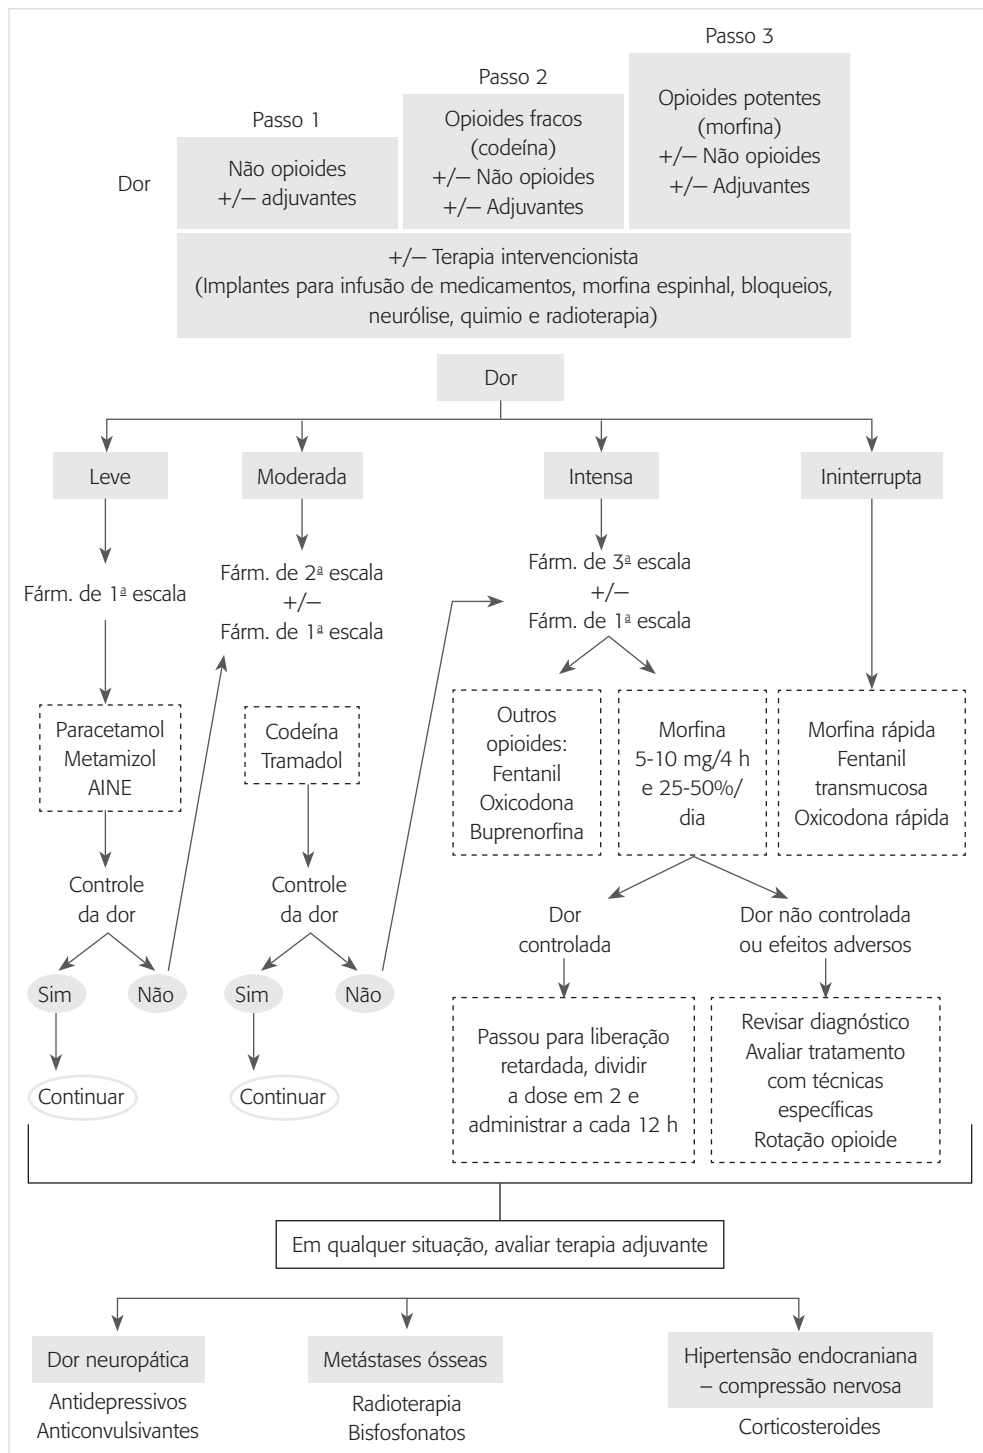 Passo 1
Não opioides
+/− adjuvantes
Passo 2
Opioides fracos
(codeína)
+/− Não opioides
+/− Adjuvantes
Passo 3
Opioides potentes
(morfina)
+/− Não opioides
+/− Adjuvantes
Dor
+/− Terapia intervencionista
(Implantes para infusão de medicamentos, morfina espinhal, bloqueios,
neurólise, quimio e radioterapia)
Dor
Leve
Fárm. de 1ª escala
Paracetamol
Metamizol
AINE
Controle
da dor
Sim
Não
Continuar
Moderada
Fárm. de 2ª escala
+/−
Fárm. de 1ª escala
Codeína
Tramadol
Controle
da dor
Sim
Não
Continuar
Intensa
Fárm. de 3ª escala
+/−
Fárm. de 1ª escala
Outros
opioides:
Fentanil
Oxicodona
Buprenorfina
Morfina
5-10 mg/4 h
e 25-50%/
dia
Dor
controlada
Passou para liberação
retardada, dividir
a dose em 2 e
administrar a cada 12 h
Dor não controlada
ou efeitos adversos
Revisar diagnóstico
Avaliar tratamento
com técnicas
específicas
Rotação opioide
Ininterrupta
Morfina rápida
Fentanil
transmucosa
Oxicodona rápida
Em qualquer situação, avaliar terapia adjuvante
Dor neuropática
Antidepressivos
Anticonvulsivantes
Metástases ósseas
Radioterapia
Bisfosfonatos
Hipertensão endocraniana
– compressão nervosa
Corticosteroides